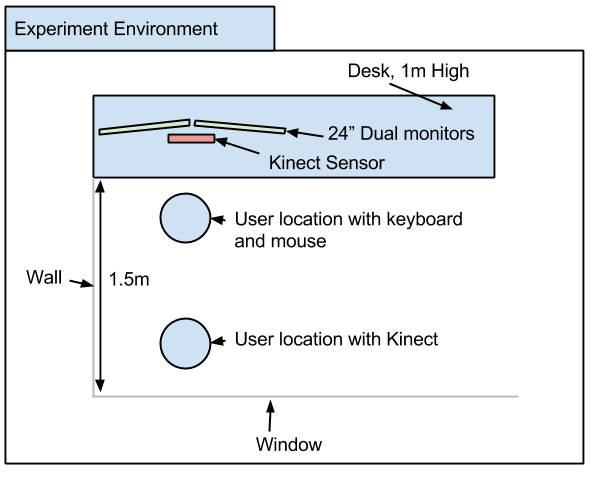 Experiment Environment
Desk, 1m High
24” Dual monitors
Kinect Sensor
User location with keyboard
and mouse
Wall
1.5m
User location with Kinect
Window